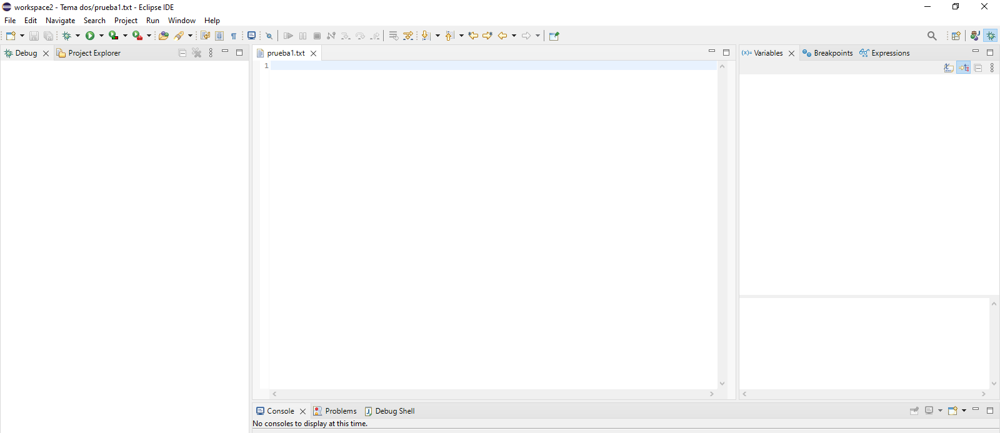 workspace2 - Tema dos/prueba1.txt - Eclipse IDE
File Edit Navigate Search Project Run Window Help
Debug Project Explorer
prueba1.txt
(x)= Variables Breakpoints Expressions
1
Console Problems Debug Shell
No consoles to display at this time.